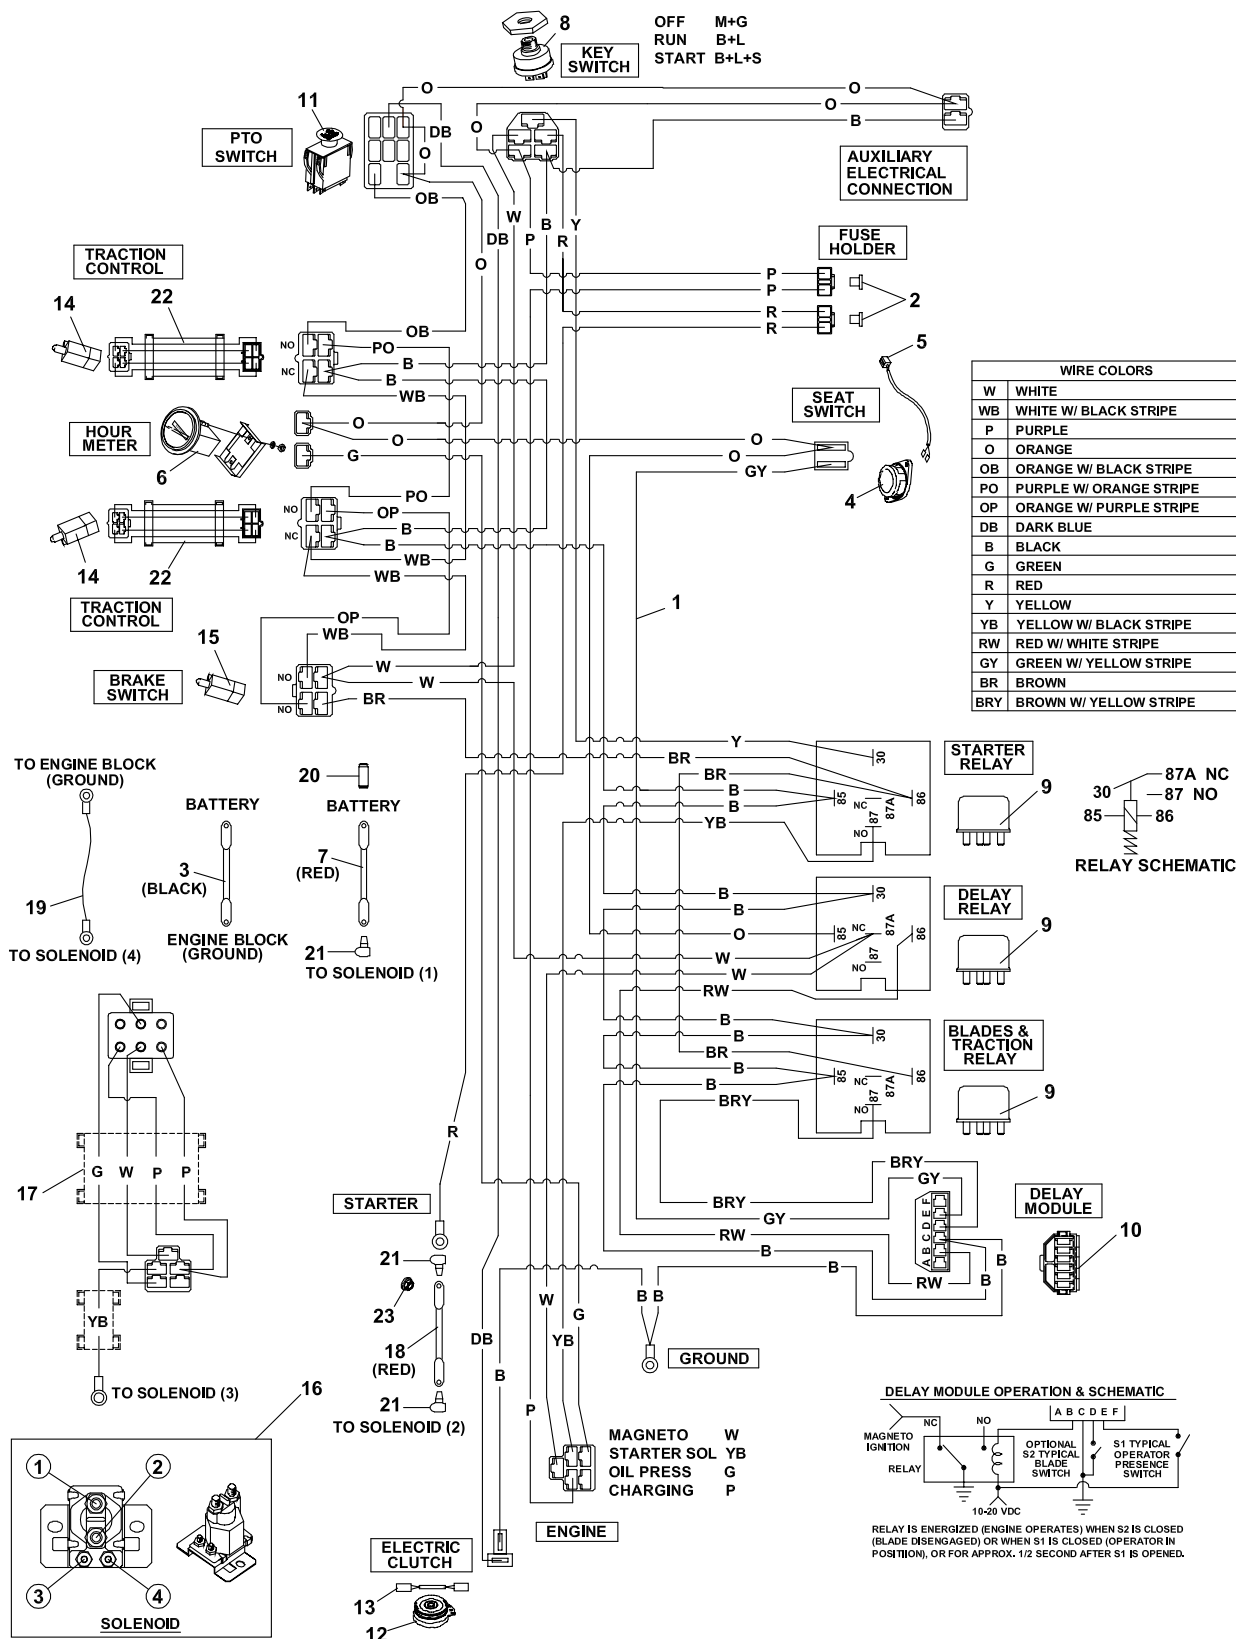 8
OFF M+G
RUN B+L
START B+L+S
KEY
SWITCH
11
PTO
SWITCH
O
O
B
O
DB
O
OB
AUXILIARY
ELECTRICAL
CONNECTION
W
DB
P
B
R
Y
O
FUSE
HOLDER
P
P
R
R
2
TRACTION
CONTROL
14
22
NO
NC
OB
PO
B
B
WB
5
SEAT
SWITCH
4
HOUR
METER
6
O
O
G
O
O
GY
WIRE COLORS
W WHITE
WB WHITE W/ BLACK STRIPE
P PURPLE
O ORANGE
OB ORANGE W/ BLACK STRIPE
PO PURPLE W/ ORANGE STRIPE
OP ORANGE W/ PURPLE STRIPE
DB DARK BLUE
B BLACK
G GREEN
R RED
Y YELLOW
YB YELLOW W/ BLACK STRIPE
RW RED W/ WHITE STRIPE
GY GREEN W/ YELLOW STRIPE
BR BROWN
BRY BROWN W/ YELLOW STRIPE
NO
NC
PO
OP
B
B
WB
WB
14
22
TRACTION
CONTROL
1
15
BRAKE
SWITCH
NO
NO
OP
WB
W
W
BR
TO ENGINE BLOCK
(GROUND)
19
TO SOLENOID (4)
BATTERY
3
(BLACK)
ENGINE BLOCK
(GROUND)
20
BATTERY
7
(RED)
21
TO SOLENOID (1)
Y
BR
BR
B
B
YB
30
85
NC
87A
87
NO
86
STARTER
RELAY
9
87A NC
30
87 NO
85
86
RELAY SCHEMATIC
B
B
O
W
W
RW
30
85
NC
87A
87
NO
86
DELAY
RELAY
9
B
B
BR
B
B
BRY
30
85
NC
87A
87
NO
86
BLADES &
TRACTION
RELAY
9
17
G W P P
YB
TO SOLENOID (3)
R
STARTER
21
23
18
(RED)
21
TO SOLENOID (2)
BRY
GY
BRY
GY
RW
B
B
RW
B
B
A B C D E F
DELAY
MODULE
10
DB
B
W
YB
G
P
B B
GROUND
MAGNETO W
STARTER SOL YB
OIL PRESS G
CHARGING P
ENGINE
ELECTRIC
CLUTCH
13
12
16
1
2
3
4
SOLENOID
DELAY MODULE OPERATION & SCHEMATIC
A B C D E F
NC
NO
MAGNETO
IGNITION
RELAY
OPTIONAL
S2 TYPICAL
BLADE
SWITCH
S1 TYPICAL
OPERATOR
PRESENCE
SWITCH
10-20 VDC
RELAY IS ENERGIZED (ENGINE OPERATES) WHEN S2 IS CLOSED
(BLADE DISENGAGED) OR WHEN S1 IS CLOSED (OPERATOR IN
POSITIION), OR FOR APPROX. 1/2 SECOND AFTER S1 IS OPENED.